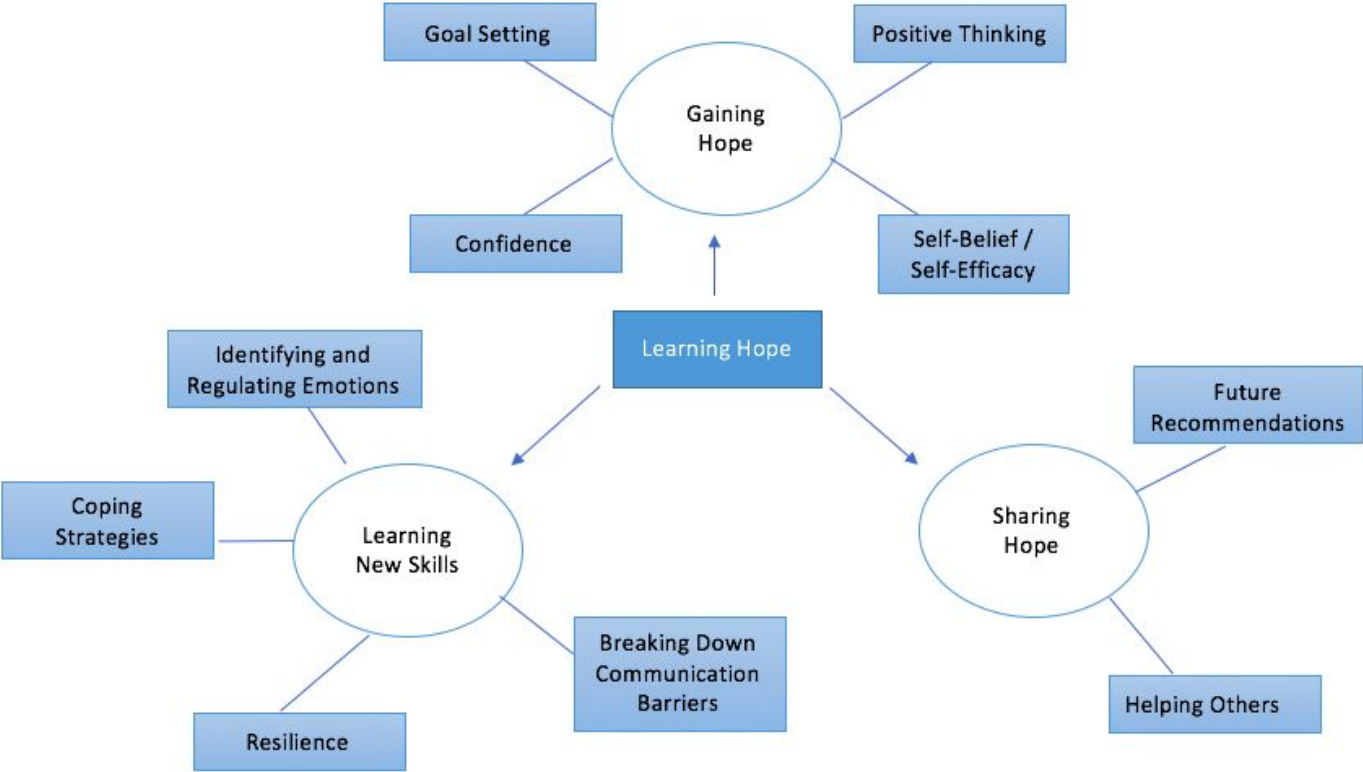 Goal Setting
Positive Thinking
Gaining
Hope
Confidence
Self-Belief /
Self-Efficacy
Learning Hope
Identifying and
Regulating Emotions
Future
Recommendations
Coping
Strategies
Learning
New Skills
Sharing
Hope
Breaking Down
Communication
Barriers
Resilience
Helping Others